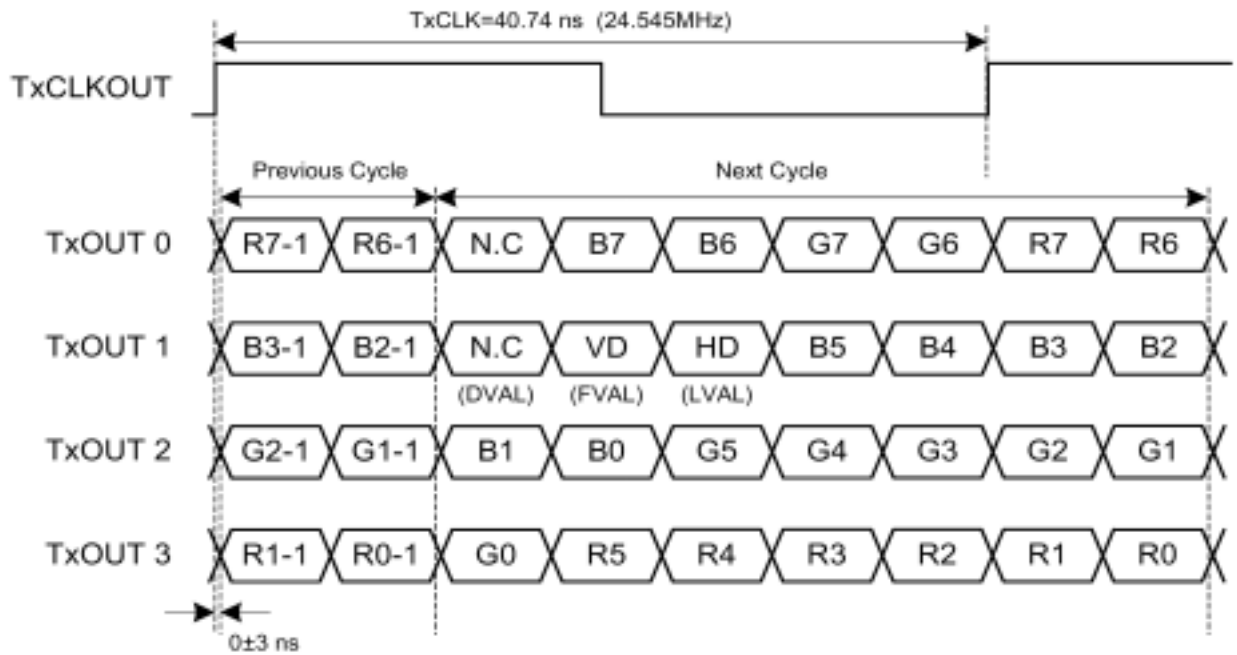 TxCLK=40.74 ns (24.545MHz)
TxCLKOUT
Previous Cycle Next Cycle
TxOUT 0 R7-1 R6-1 N.C B7 B6 G7 G6 R7 R6
TxOUT 1 B3-1 B2-1 N.C VD HD B5 B4 B3 B2
(DVAL) (FVAL) (LVAL)
TxOUT 2 G2-1 G1-1 B1 B0 G5 G4 G3 G2 G1
TxOUT 3 R1-1 R0-1 G0 R5 R4 R3 R2 R1 R0
0±3 ns